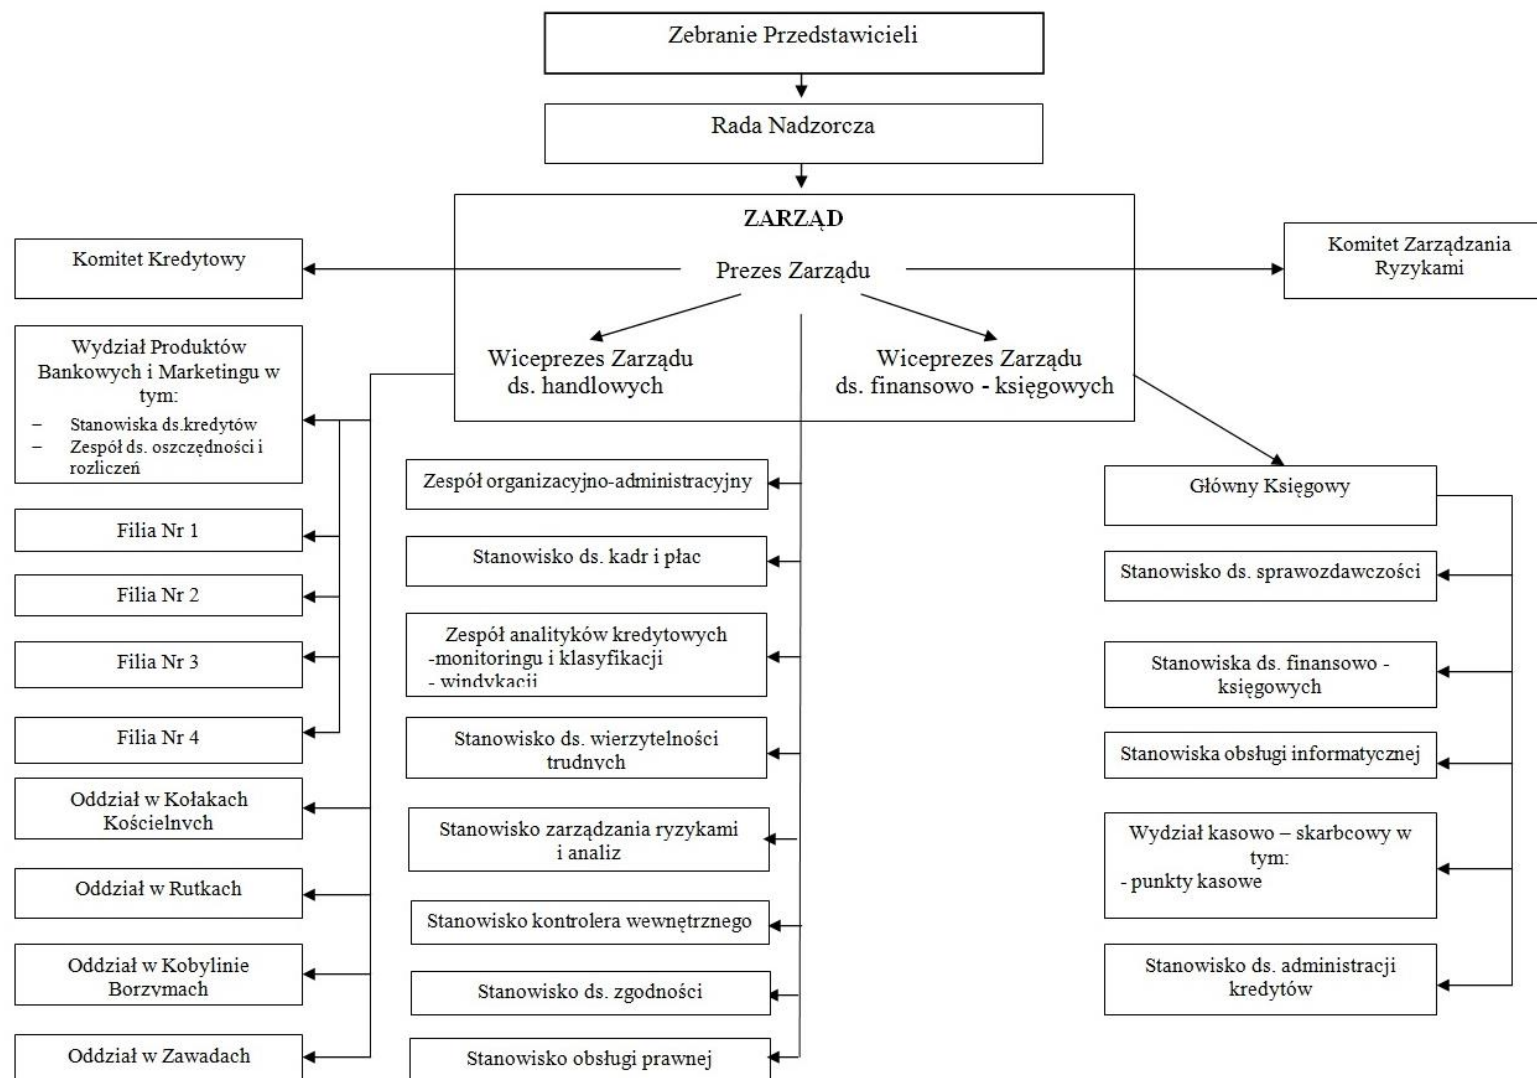 Zebranie Przedstawicieli
Rada Nadzorcza
ZARZĄD
Prezes Zarządu
Wiceprezes Zarządu
ds. handlowych
Wiceprezes Zarządu
ds. finansowo - księgowych
Komitet Kredytowy
Komitet Zarządzania
Ryzykami
Wydział Produktów
Bankowych i Marketingu w
tym:
– Stanowiska ds.kredytów
– Zespół ds. oszczędności i
rozliczeń
Filia Nr 1
Filia Nr 2
Filia Nr 3
Filia Nr 4
Oddział w Kołakach
Kościelnych
Oddział w Rutkach
Oddział w Kobylinie
Borzymach
Oddział w Zawadach
Zespół organizacyjno-administracyjny
Stanowisko ds. kadr i płac
Zespół analityków kredytowych
-monitoringu i klasyfikacji
- windykacji
Stanowisko ds. wierzytelności
trudnych
Stanowisko zarządzania ryzykami
i analiz
Stanowisko kontrolera wewnętrznego
Stanowisko ds. zgodności
Stanowisko obsługi prawnej
Główny Księgowy
Stanowisko ds. sprawozdawczości
Stanowiska ds. finansowo -
księgowych
Stanowiska obsługi informatycznej
Wydział kasowo – skarbcowy w
tym:
- punkty kasowe
Stanowisko ds. administracji
kredytów